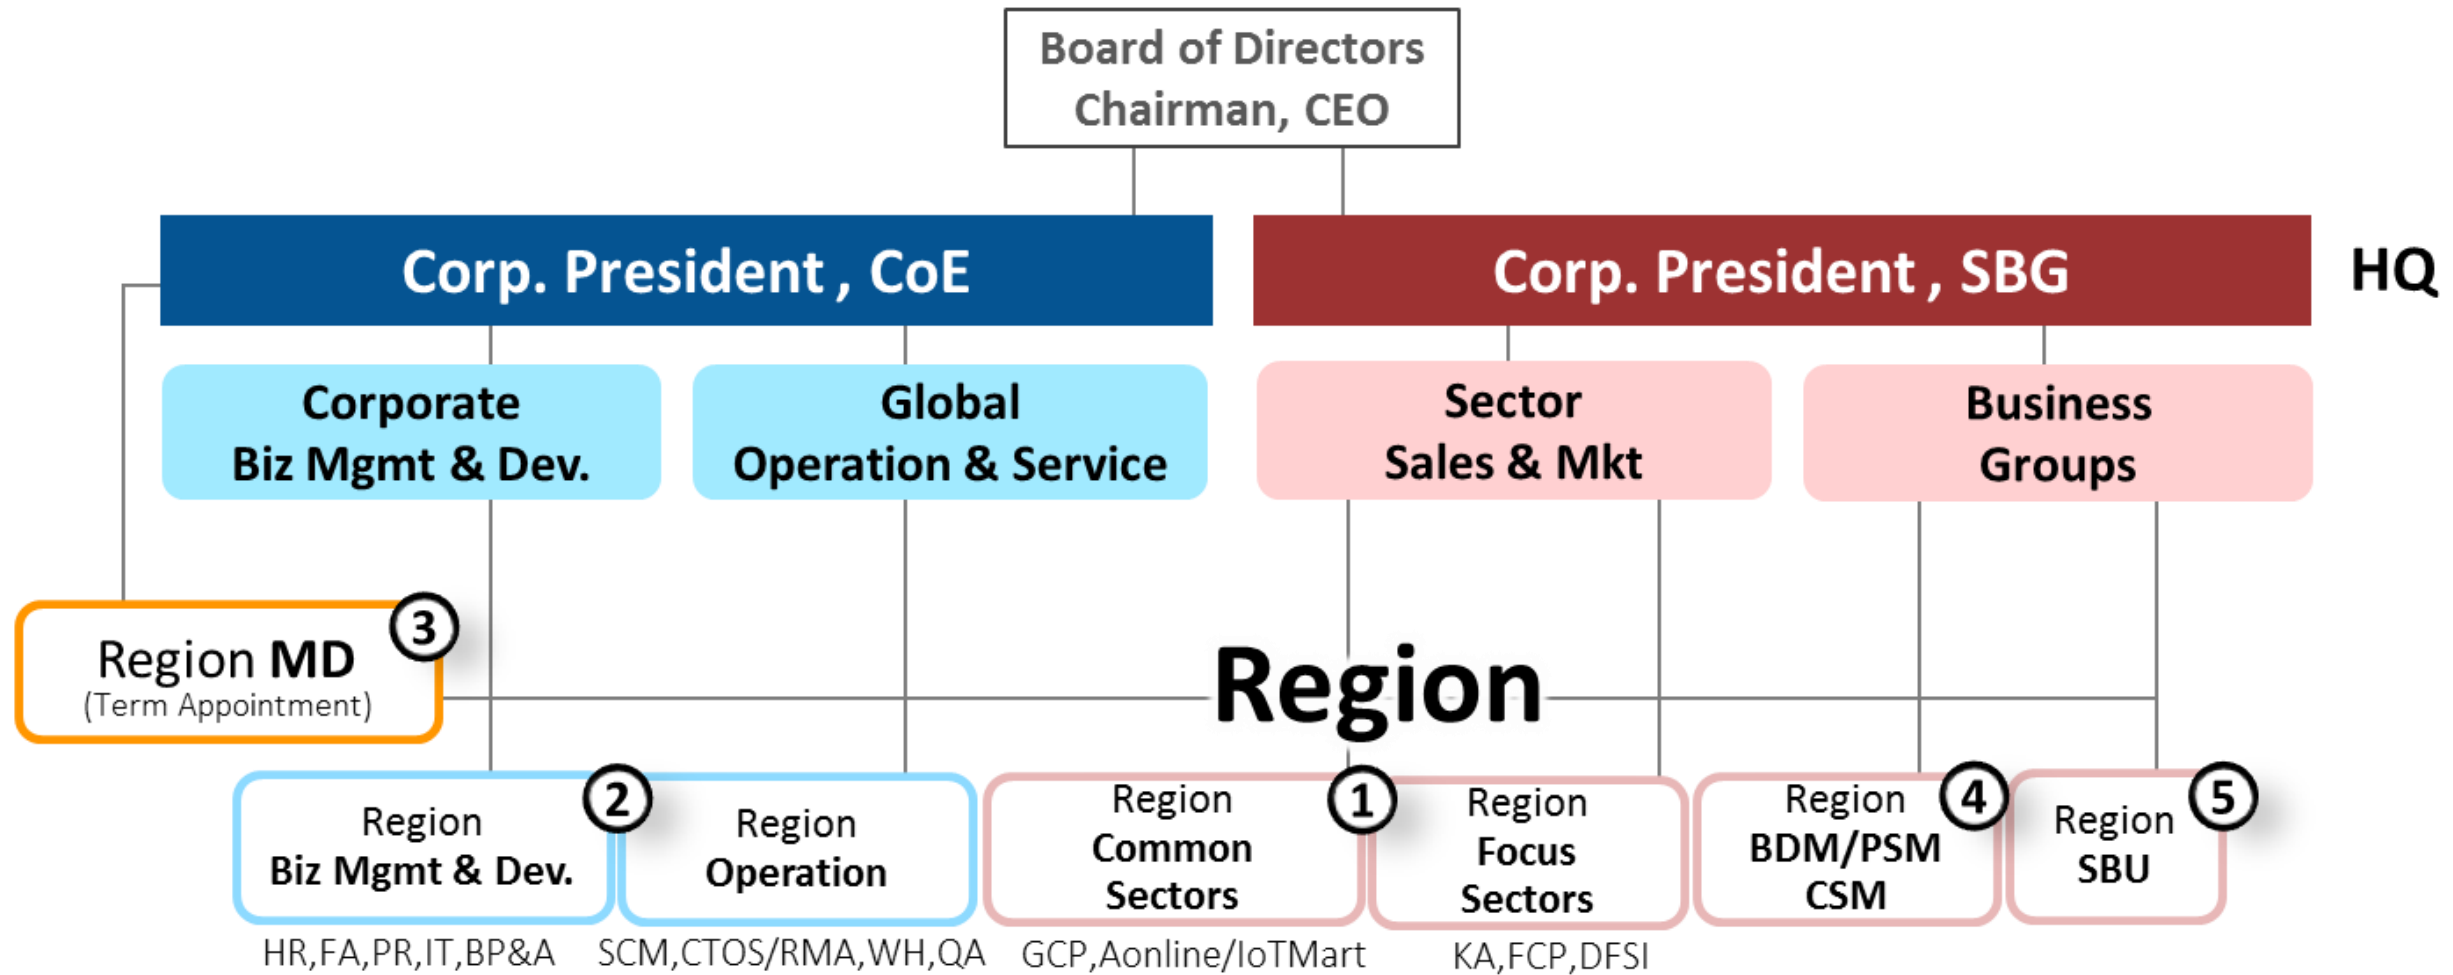 Board of Directors
Chairman, CEO
Corp. President , CoE
Corp. President , SBG
HQ
Corporate
Biz Mgmt & Dev.
Global
Operation & Service
Sector
Sales & Mkt
Business
Groups
3
Region MD
(Term Appointment)
Region
2
Region
Biz Mgmt & Dev.
Region
Operation
1
Region
Common
Sectors
Region
Focus
Sectors
4
Region
BDM/PSM
CSM
5
Region
SBU
HR,FA,PR,IT,BP&A
SCM,CTOS/RMA,WH,QA
GCP,Aonline/IoTMart
KA,FCP,DFSI